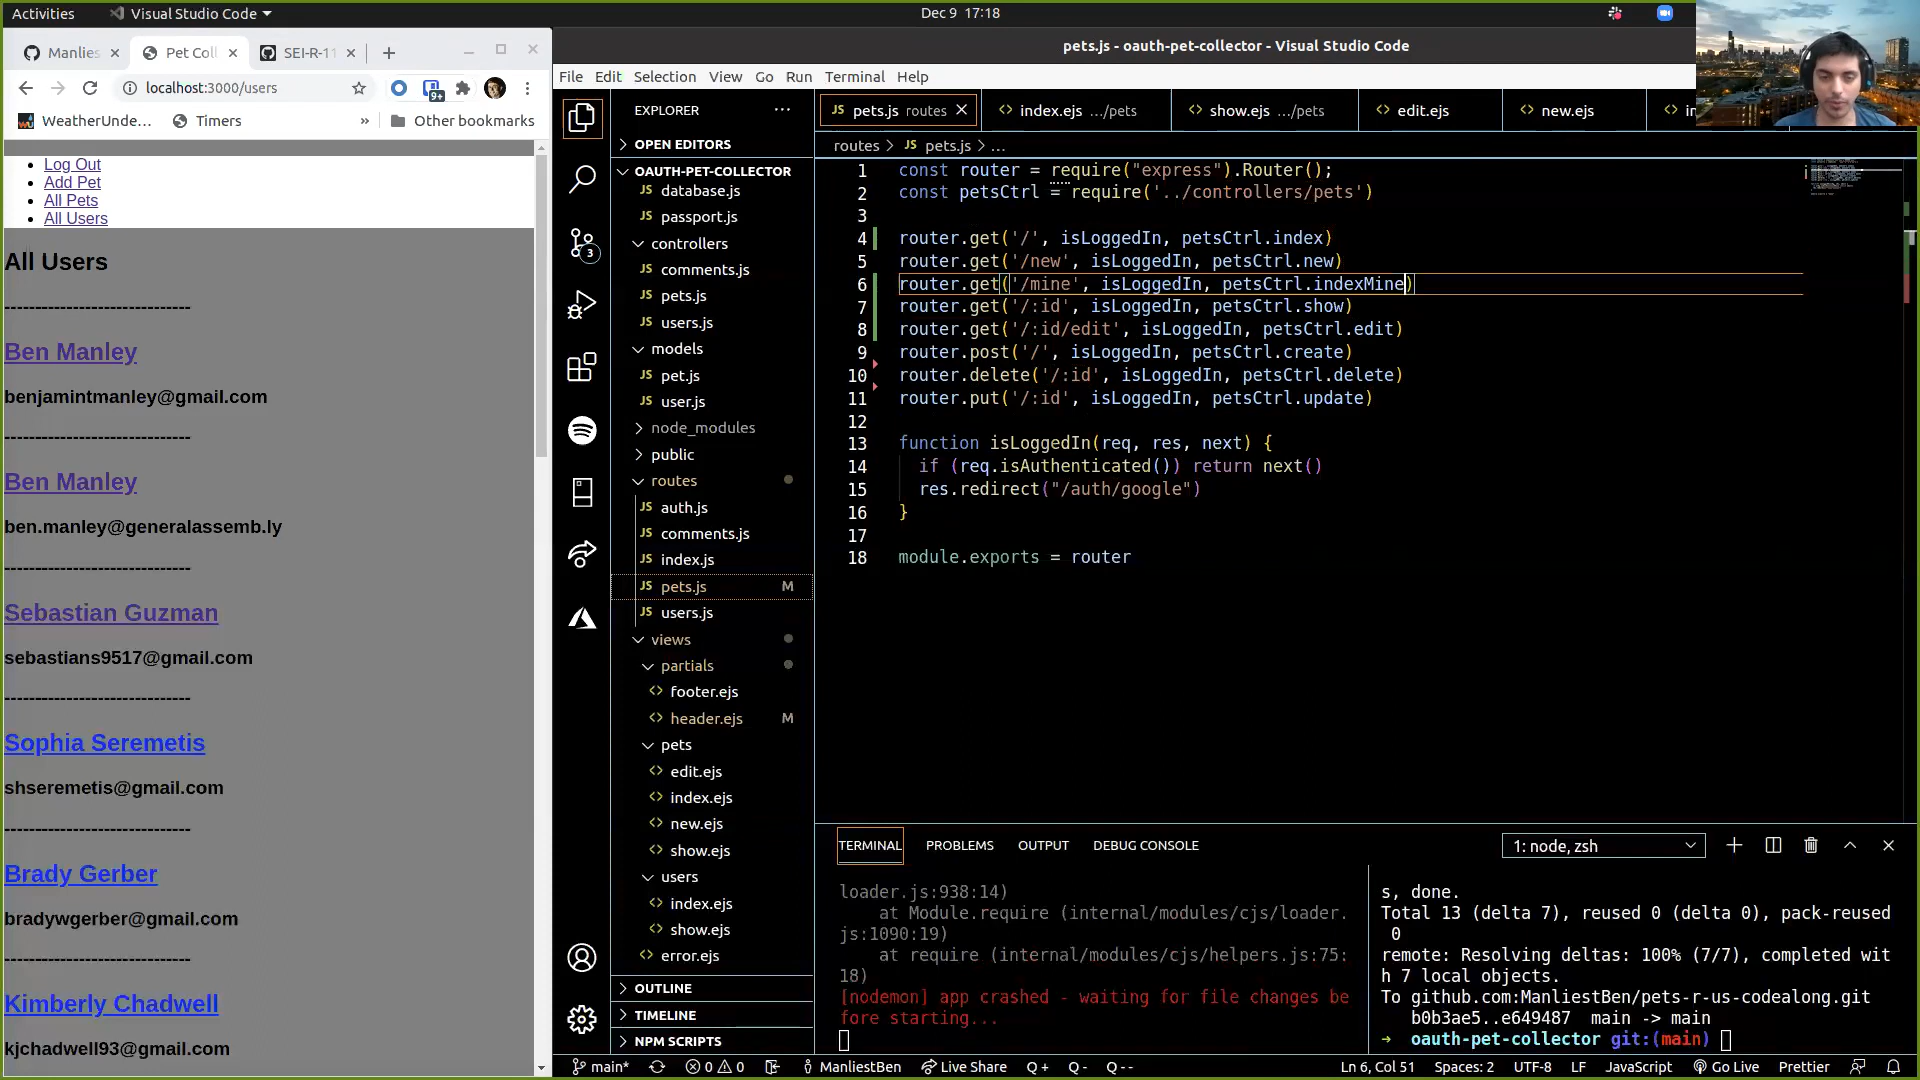 Activities
Visual Studio Code
Dec 9 17:18
Manlies
Pet Coll
SEI-R-11
localhost:3000/users
9+
WeatherUnde...
Timers
»
Other bookmarks
Log Out
Add Pet
All Pets
All Users
All Users
-------------------------------
Ben Manley
benjamintmanley@gmail.com
-------------------------------
Ben Manley
ben.manley@generalassemb.ly
-------------------------------
Sebastian Guzman
sebastians9517@gmail.com
-------------------------------
Sophia Seremetis
shseremetis@gmail.com
-------------------------------
Brady Gerber
bradywgerber@gmail.com
-------------------------------
Kimberly Chadwell
kjchadwell93@gmail.com
pets.js - oauth-pet-collector - Visual Studio Code
File Edit Selection View Go Run Terminal Help
3
EXPLORER ...
OPEN EDITORS
OAUTH-PET-COLLECTOR
JS database.js
JS passport.js
controllers
JS comments.js
JS pets.js
JS users.js
models
JS pet.js
JS user.js
node_modules
public
routes
JS auth.js
JS comments.js
JS index.js
JS pets.js M
JS users.js
views
partials
<> footer.ejs
<> header.ejs M
pets
<> edit.ejs
<> index.ejs
<> new.ejs
<> show.ejs
users
<> index.ejs
<> show.ejs
<> error.ejs
OUTLINE
TIMELINE
NPM SCRIPTS
JS pets.js routes
<> index.ejs .../pets
<> show.ejs .../pets
<> edit.ejs
<> new.ejs
<> in
routes > JS pets.js > ...
1 const router = require("express").Router();
2 const petsCtrl = require('../controllers/pets')
3
4 router.get('/', isLoggedIn, petsCtrl.index)
5 router.get('/new', isLoggedIn, petsCtrl.new)
6 router.get('/mine', isLoggedIn, petsCtrl.indexMine)
7 router.get('/:id', isLoggedIn, petsCtrl.show)
8 router.get('/:id/edit', isLoggedIn, petsCtrl.edit)
9 router.post('/', isLoggedIn, petsCtrl.create)
10 router.delete('/:id', isLoggedIn, petsCtrl.delete)
11 router.put('/:id', isLoggedIn, petsCtrl.update)
12
13 function isLoggedIn(req, res, next) {
14 if (req.isAuthenticated()) return next()
15 res.redirect("/auth/google")
16 }
17
18 module.exports = router
TERMINAL PROBLEMS OUTPUT DEBUG CONSOLE
1: node, zsh
loader.js:938:14)
at Module.require (internal/modules/cjs/loader.
js:1090:19)
at require (internal/modules/cjs/helpers.js:75:
18)
[nodemon] app crashed - waiting for file changes be
fore starting...
s, done.
Total 13 (delta 7), reused 0 (delta 0), pack-reused
0
remote: Resolving deltas: 100% (7/7), completed wit
h 7 local objects.
To github.com:ManliestBen/pets-r-us-codealong.git
b0b3ae5..e649487 main -> main
→ oauth-pet-collector git:(main)
main* 0 0 ManliestBen Live Share Q + Q - Q -- Ln 6, Col 51 Spaces: 2 UTF-8 LF JavaScript Go Live Prettier